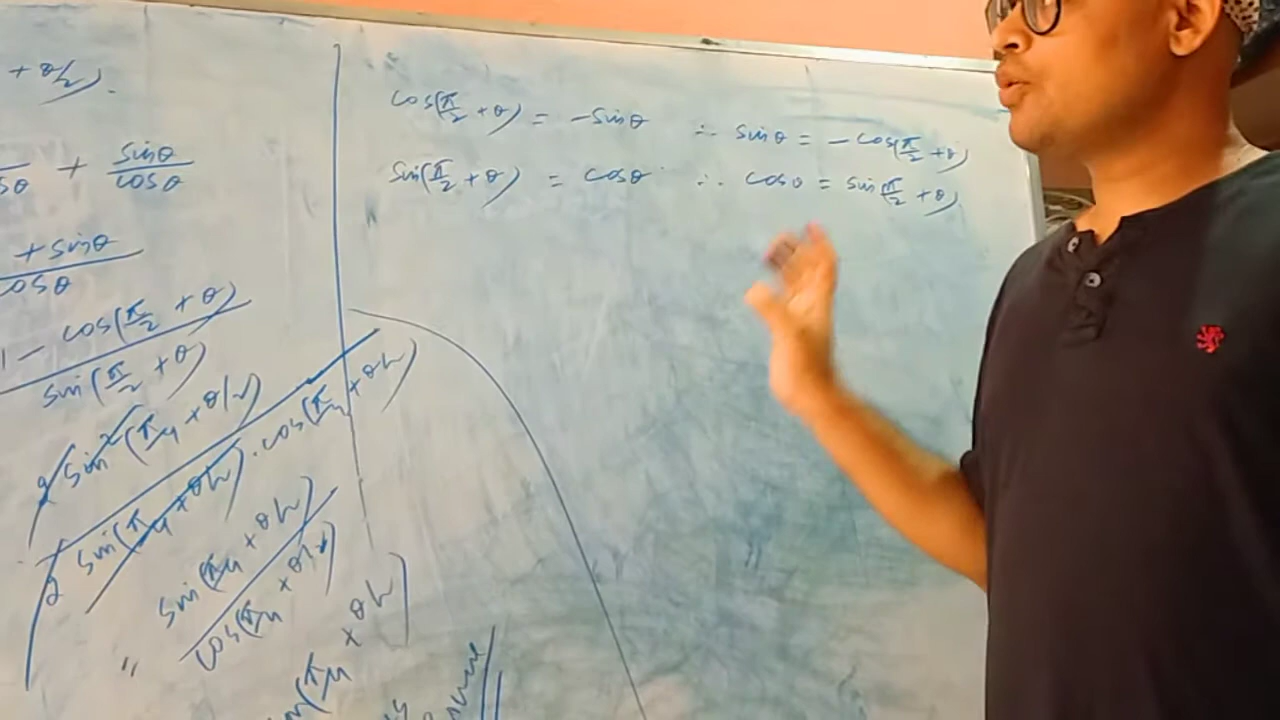 + θ/2).
+ sinθ/cosθ
+ sinθ
cosθ
1 − cos(π/2 + θ)
sin(π/2 + θ)
2 sin²(π/4 + θ/2)
2 sin(π/4 + θ/2) . cos(π/4 + θ/2)
sin(π/4 + θ/2)
cos(π/4 + θ/2)
(π/4 + θ/2)
cos(π/2 + θ) = −sinθ ∴ sinθ = −cos(π/2 + θ)
sin(π/2 + θ) = cosθ ∴ cosθ = sin(π/2 + θ)